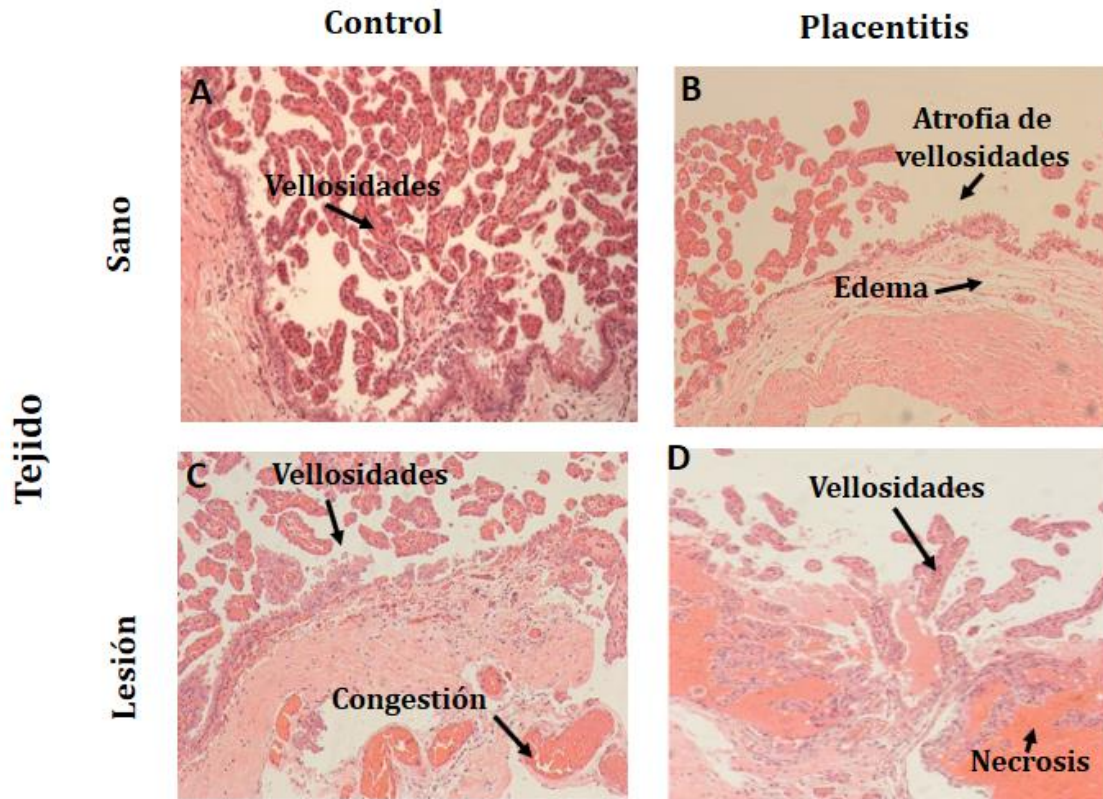 Control
Placentitis
Tejido
Sano
Lesión
A
Vellosidades
B
Atrofia de
vellosidades
Edema
C
Vellosidades
Congestión
D
Vellosidades
Necrosis